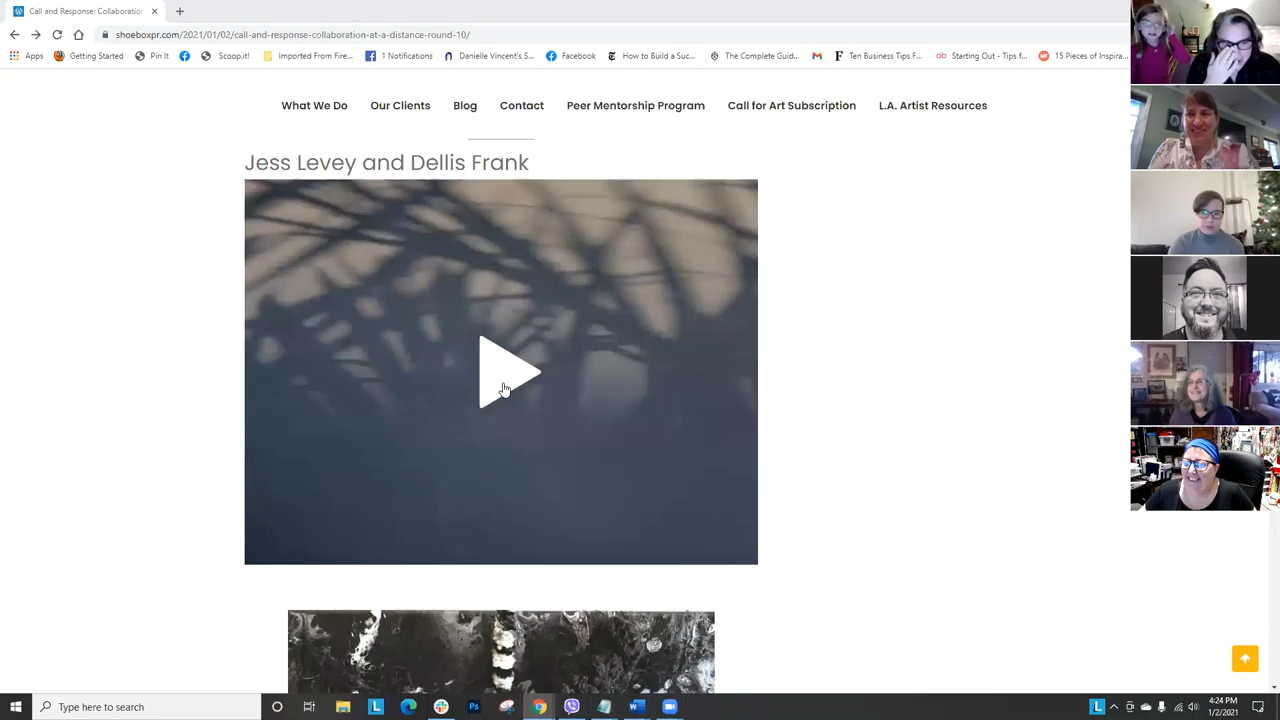 Call and Response: Collaboration
shoeboxpr.com/2021/01/02/call-and-response-collaboration-at-a-distance-round-10/
Apps Getting Started Pin It Scoop.it Imported From Fire... 1 Notifications Danielle Vincent's S... Facebook How to Build a Suc... The Complete Guid... Ten Business Tips F... Starting Out - Tips f... 15 Pieces of Inspira...
What We Do Our Clients Blog Contact Peer Mentorship Program Call for Art Subscription L.A. Artist Resources
Jess Levey and Dellis Frank
Type here to search
4:24 PM
1/2/2021